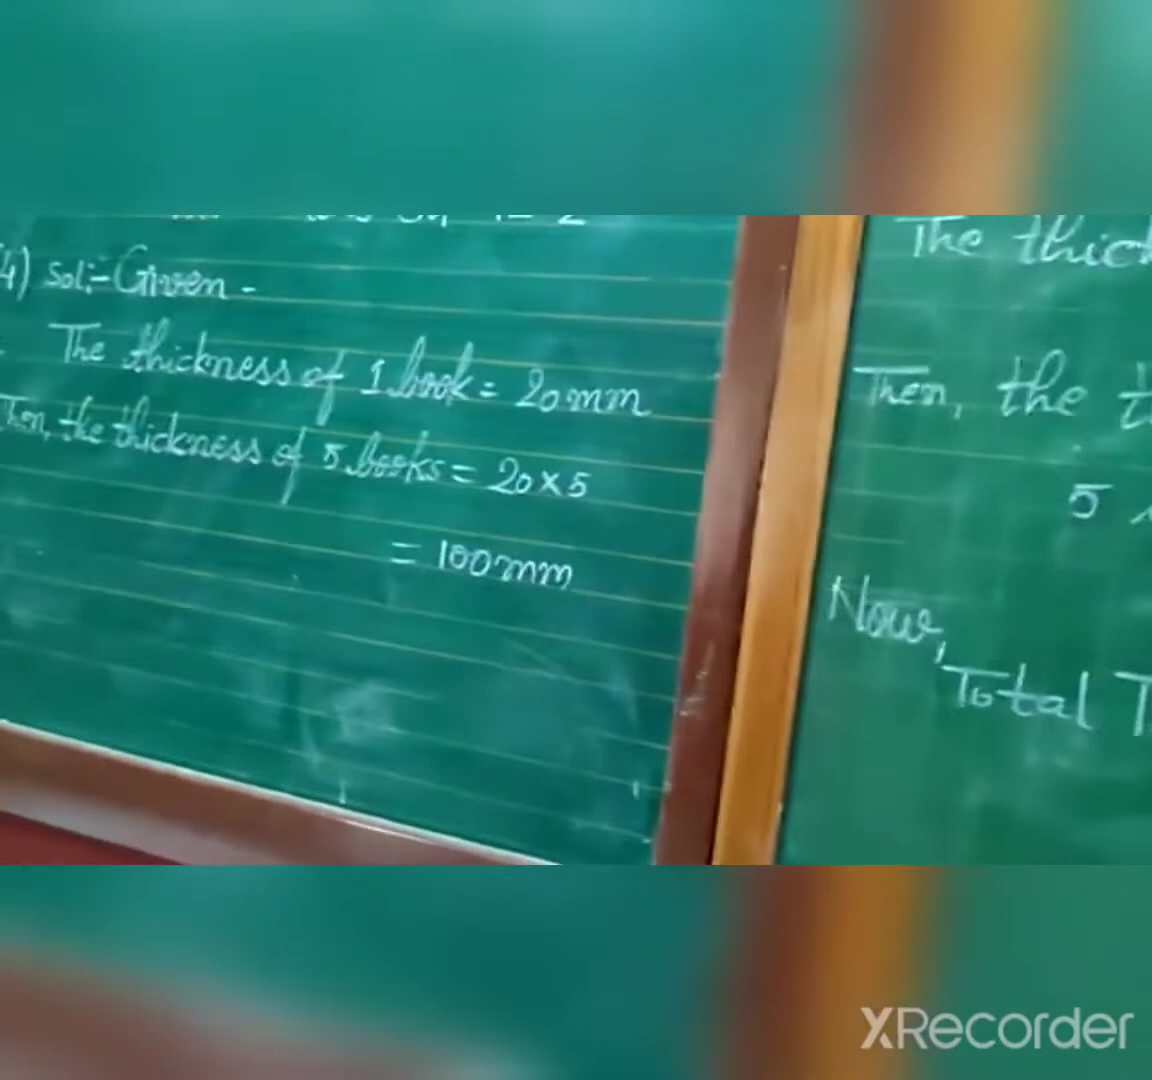 4) Sol:- Given -
The thickness of 1 book = 20mm
Then, the thickness of 5 books = 20 × 5
= 100mm
The thick
Then, the t
5
Now,
Total T
XRecorder